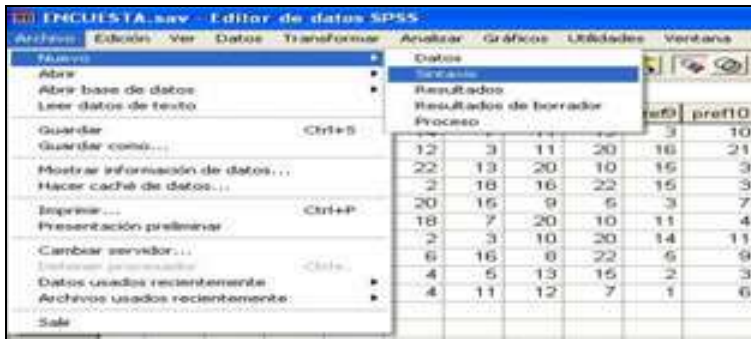 ENCUESTA.sav - Editor de datos SPSS
Archivo Edición Ver Datos Transformar Analizar Gráficos Utilidades Ventana
Nuevo
Abrir
Abrir base de datos
Leer datos de texto
Guardar Ctrl+S
Guardar como...
Mostrar información de datos...
Hacer caché de datos...
Imprimir... Ctrl+P
Presentación preliminar
Cambiar servidor...
Detener procesador
Datos usados recientemente
Archivos usados recientemente
Salir
Datos
Sintaxis
Resultados
Resultados de borrador
Proceso
pref10
3 10
12 3 11 20 16 21
22 13 20 10 15 3
2 18 16 22 15 3
20 15 9 3 7
18 7 20 10 11 4
2 3 10 20 14 11
6 16 8 22 9
4 13 15 2 3
4 11 12 7 1 6